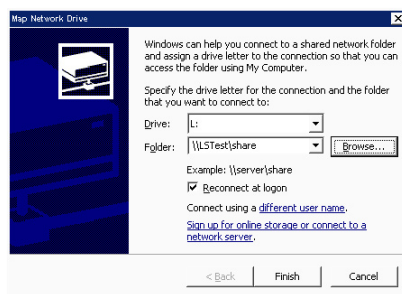 Map Network Drive
Windows can help you connect to a shared network folder
and assign a drive letter to the connection so that you can
access the folder using My Computer.
Specify the drive letter for the connection and the folder
that you want to connect to:
Drive: L:
Folder: \\LSTest\share Browse...
Example: \\server\share
Reconnect at logon
Connect using a different user name.
Sign up for online storage or connect to a
network server.
< Back Finish Cancel